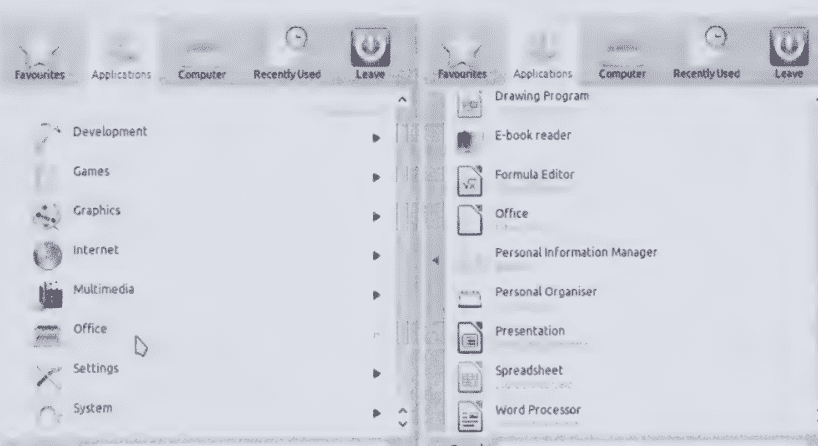 Favourites Applications Computer Recently Used Leave
Development
Games
Graphics
Internet
Multimedia
Office
Settings
System
Favourites Applications Computer Recently Used Leave
Drawing Program
E-book reader
Formula Editor
Office
Personal Information Manager
Personal Organiser
Presentation
Spreadsheet
Word Processor